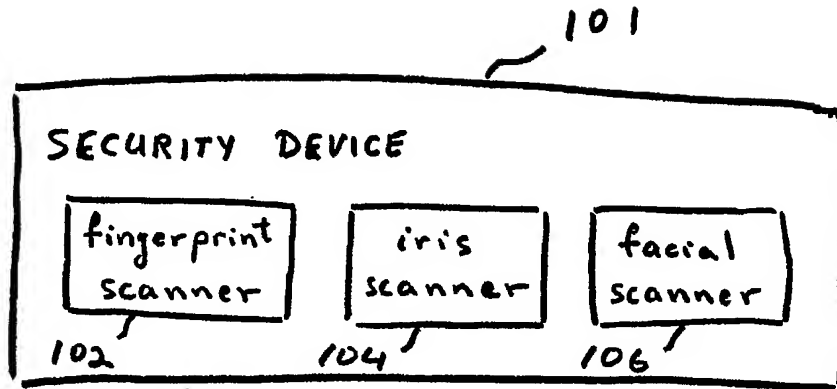 101
SECURITY DEVICE
fingerprint
scanner
iris
scanner
facial
scanner
102
104
106